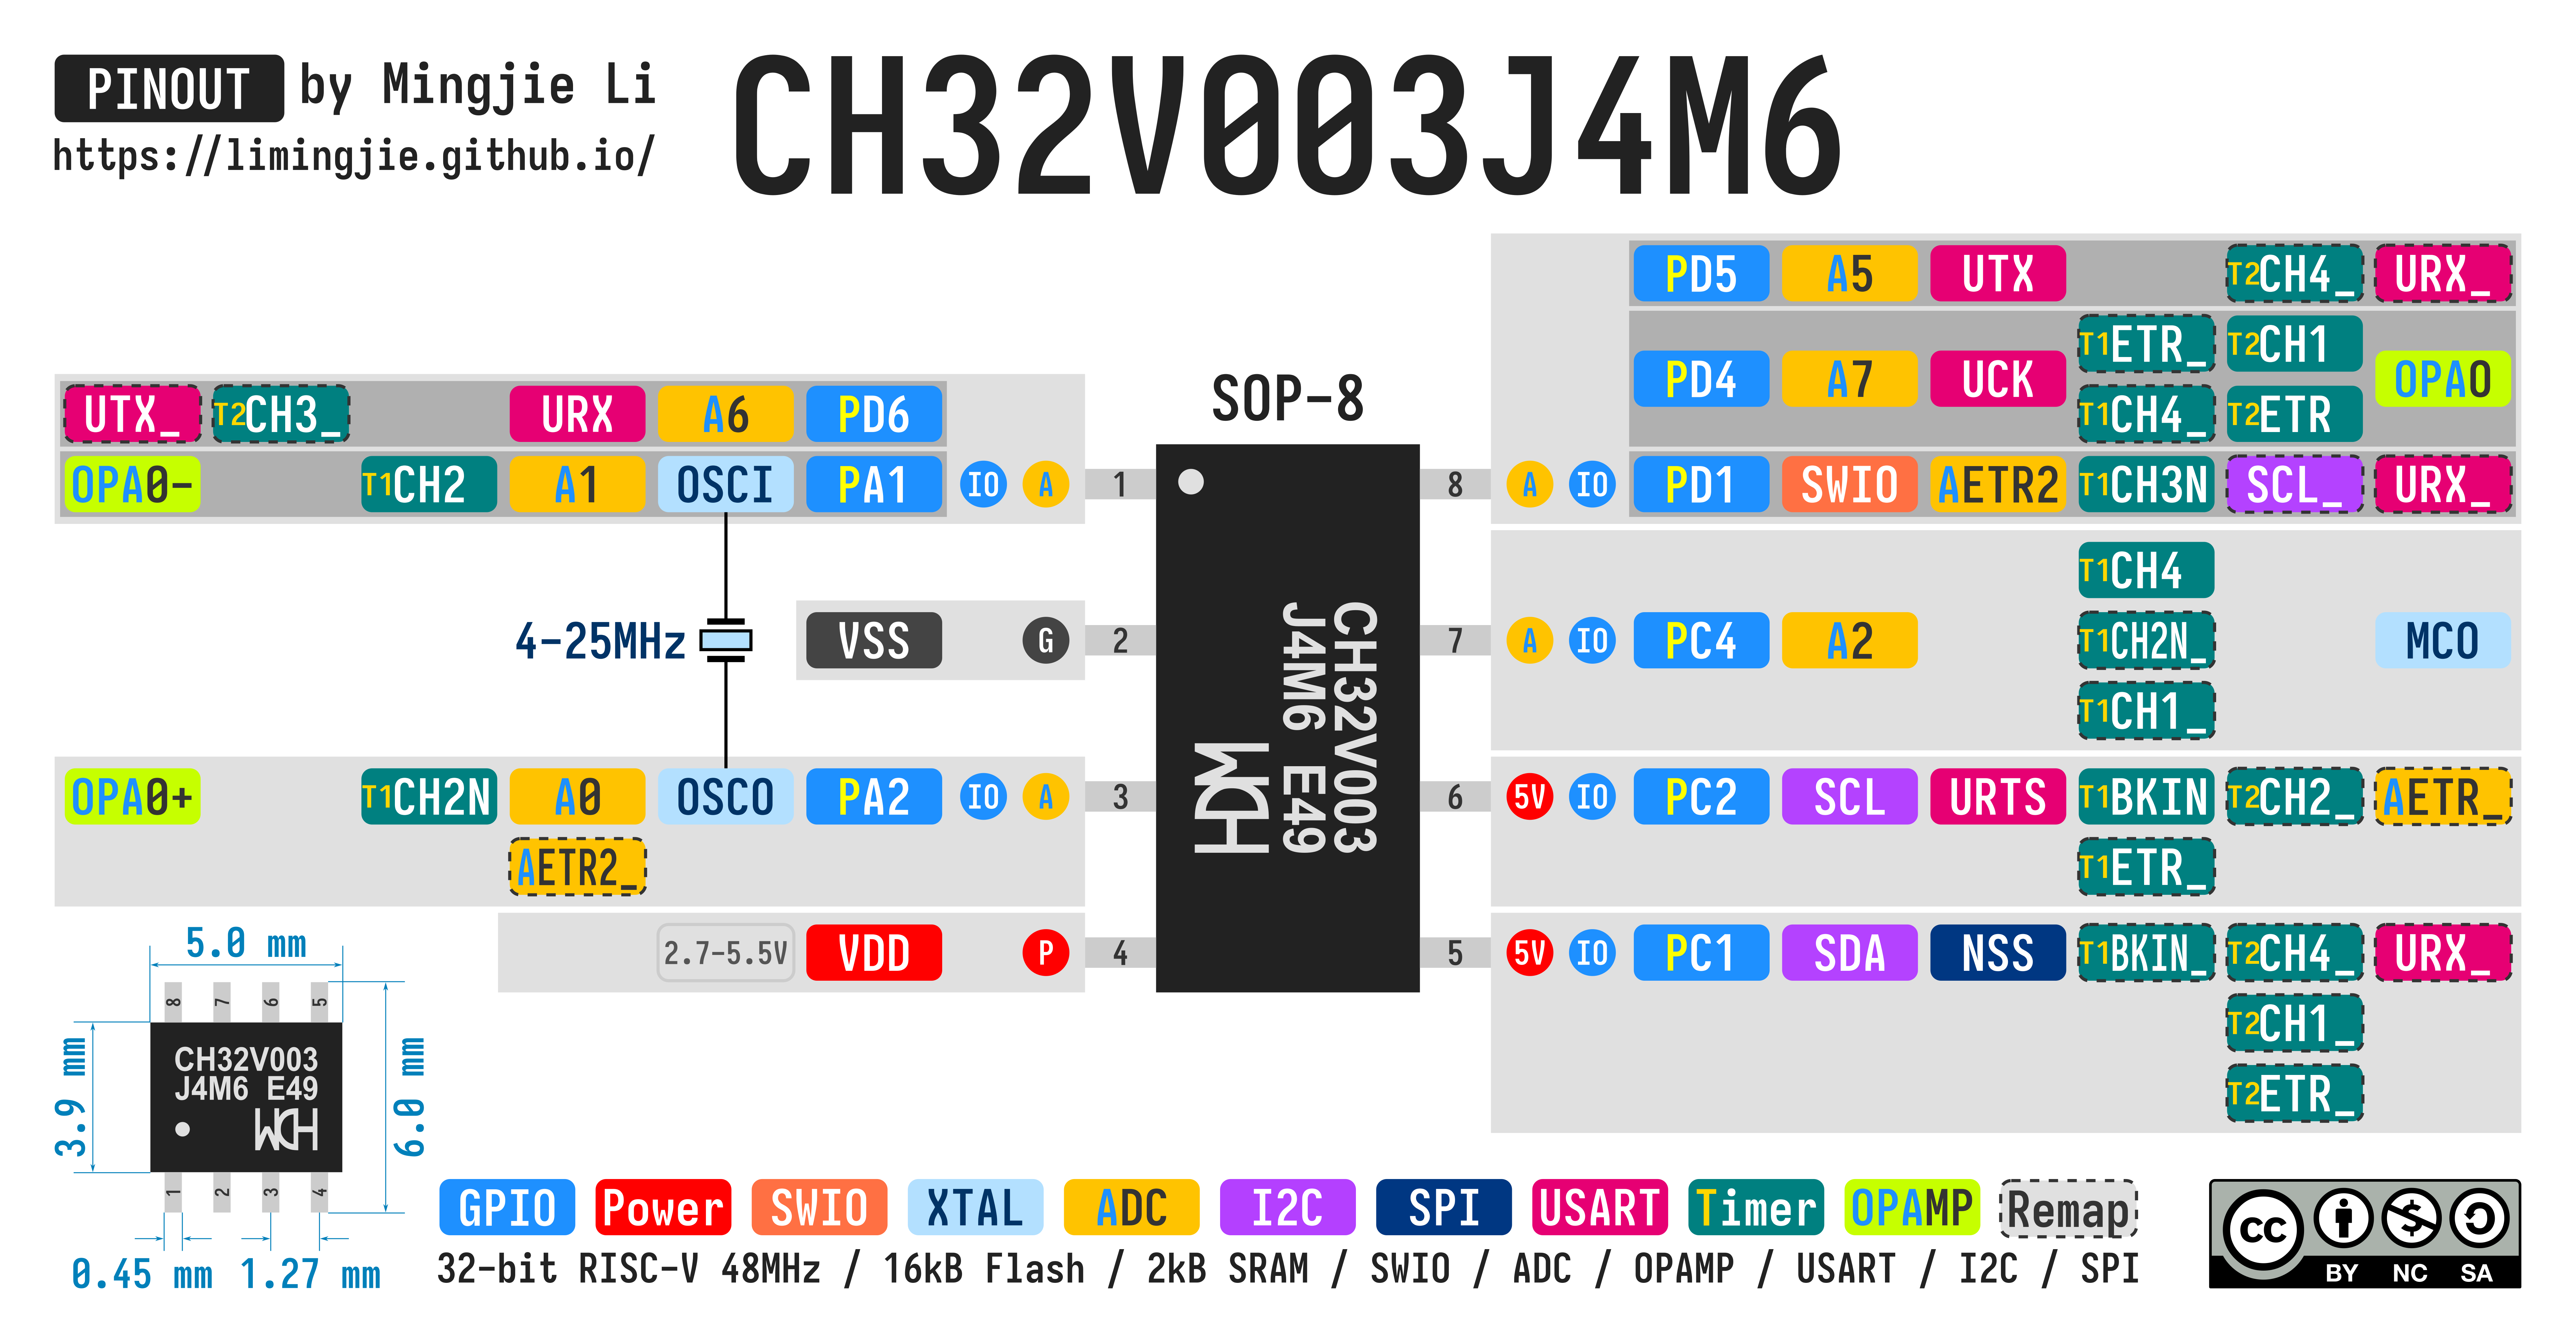 PINOUT by Mingjie Li
https://limingjie.github.io/
CH32V003J4M6
PD5 A5 UTX T2CH4_ URX_
T1ETR_ T2CH1
PD4 A7 UCK OPAO
T1CH4_ T2ETR
SOP-8
UTX_ T2CH3_ URX A6 PD6
OPA0- T1CH2 A1 OSCI PA1 IO A 1
8 A IO PD1 SWIO AETR2 T1CH3N SCL_ URX_
4-25MHz
VSS G 2
T1CH4
7 A IO PC4 A2 T1CH2N_ MCO
T1CH1_
CH32V003
J4M6 E49
WCH
OPA0+ T1CH2N A0 OSCO PA2 IO A 3
AETR2_
6 5V IO PC2 SCL URTS T1BKIN T2CH2_ AETR_
T1ETR_
2.7-5.5V VDD P 4
5 5V IO PC1 SDA NSS T1BKIN_ T2CH4_ URX_
T2CH1_
T2ETR_
5.0 mm
8 7 6 5
3.9 mm
6.0 mm
CH32V003
J4M6 E49
WCH
1 2 3 4
0.45 mm 1.27 mm
GPIO Power SWIO XTAL ADC I2C SPI USART Timer OPAMP Remap
32-bit RISC-V 48MHz / 16kB Flash / 2kB SRAM / SWIO / ADC / OPAMP / USART / I2C / SPI
cc
BY NC SA